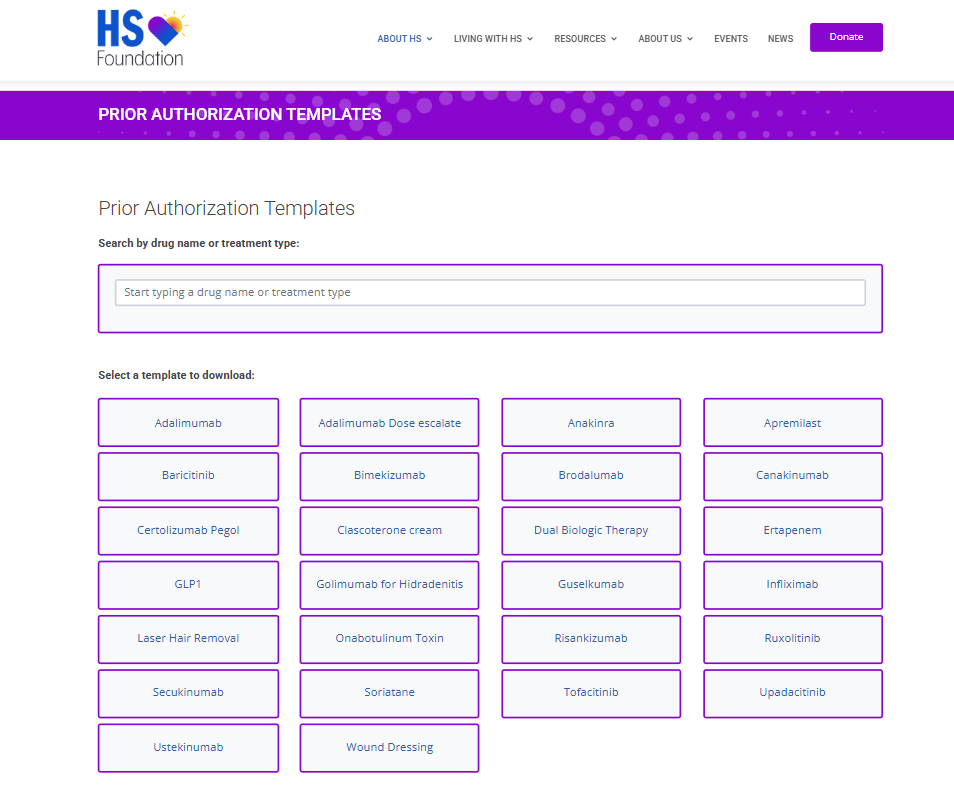 HS
Foundation
ABOUT HS LIVING WITH HS RESOURCES ABOUT US EVENTS NEWS Donate
PRIOR AUTHORIZATION TEMPLATES
Prior Authorization Templates
Search by drug name or treatment type:
Start typing a drug name or treatment type
Select a template to download:
Adalimumab Adalimumab Dose escalate Anakinra Apremilast
Baricitinib Bimekizumab Brodalumab Canakinumab
Certolizumab Pegol Clascoterone cream Dual Biologic Therapy Ertapenem
GLP1 Golimumab for Hidradenitis Guselkumab Infliximab
Laser Hair Removal Onabotulinum Toxin Risankizumab Ruxolitinib
Secukinumab Soriatane Tofacitinib Upadacitinib
Ustekinumab Wound Dressing